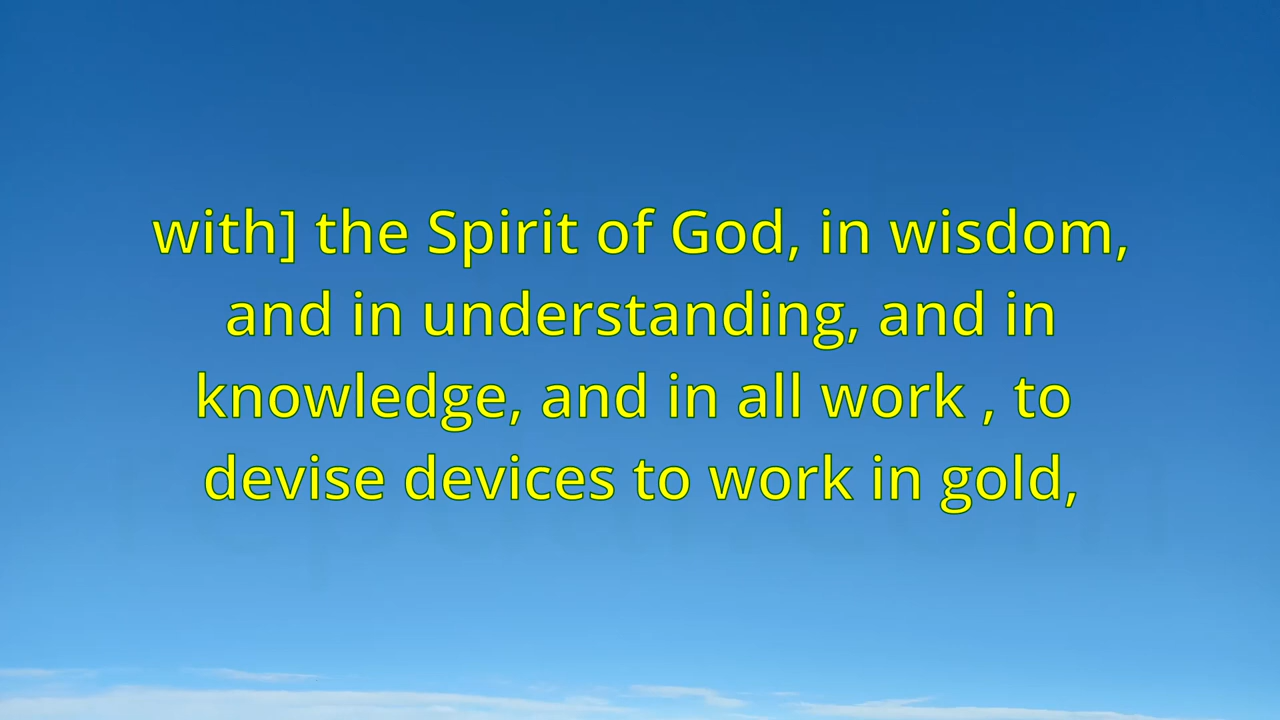 with] the Spirit of God, in wisdom,
and in understanding, and in
knowledge, and in all work , to
devise devices to work in gold,